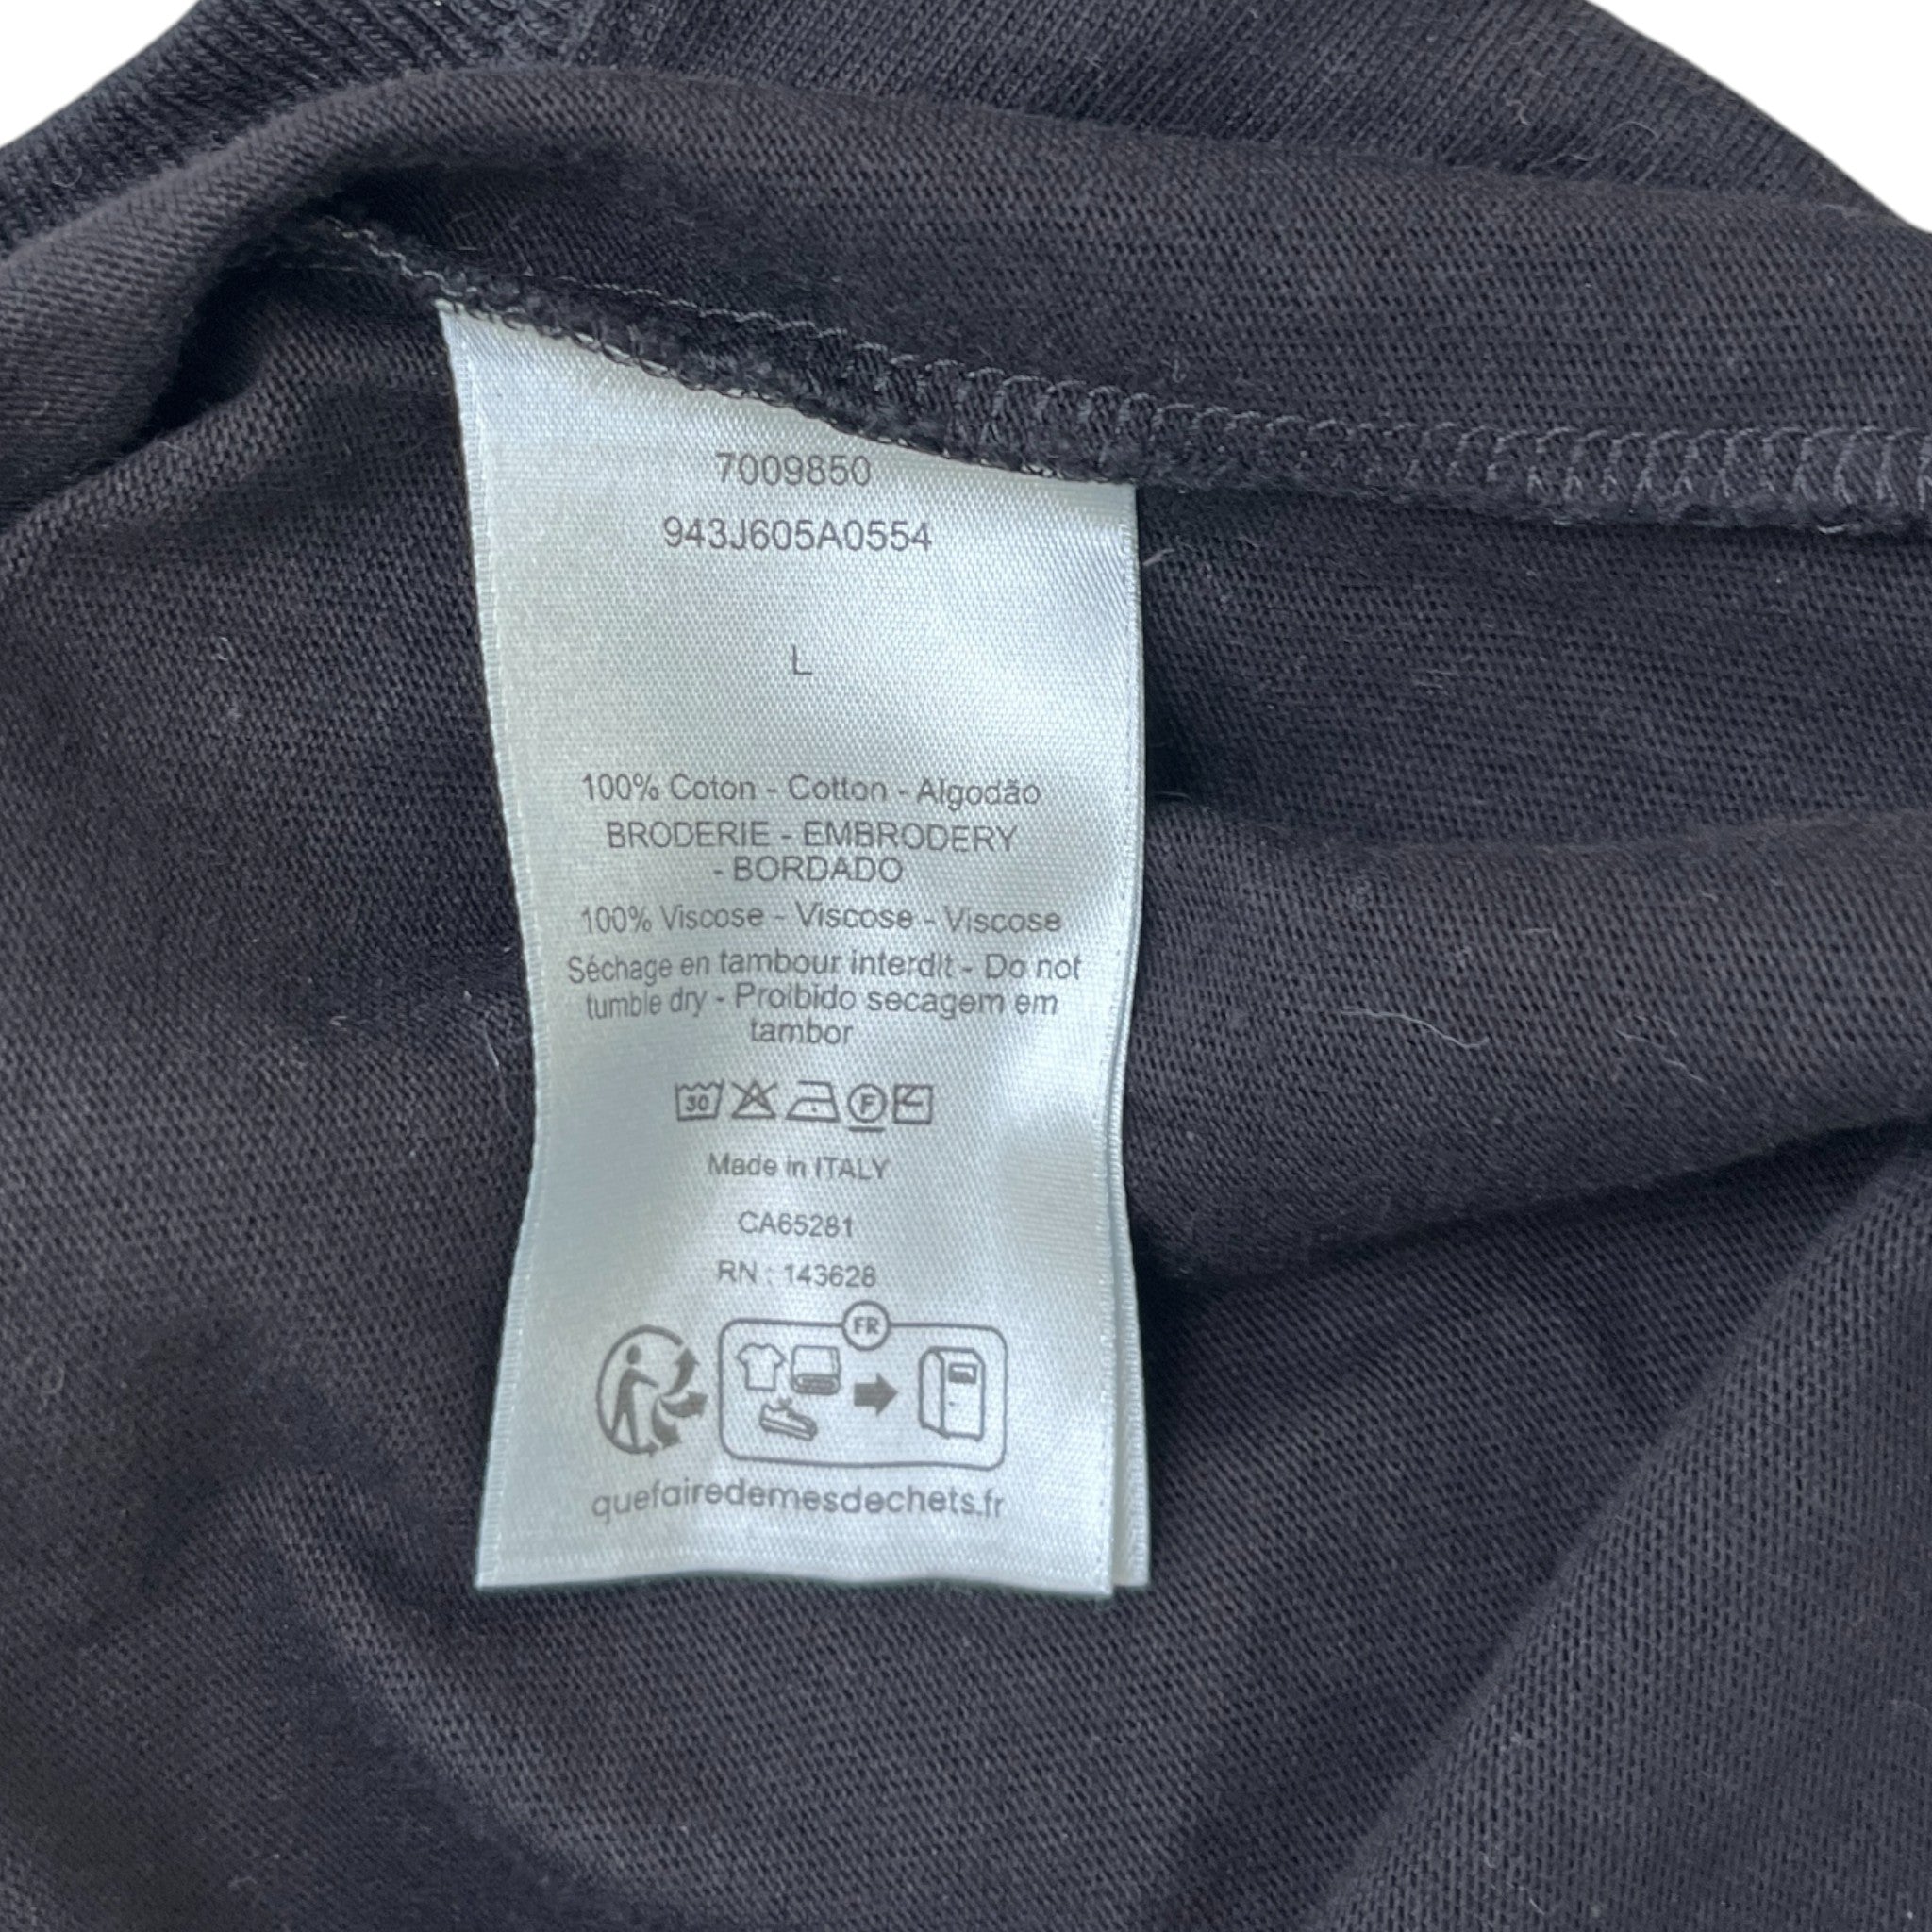 7009850
943J605A0554
L
100% Coton - Cotton - Algodão
BRODERIE - EMBRODERY
- BORDADO
100% Viscose - Viscose - Viscose
Séchage en tambour interdit - Do not
tumble dry - Proibido secagem em
tambor
30 F
Made in ITALY
CA65281
RN : 143628
FR
quefairedemesdechets.fr